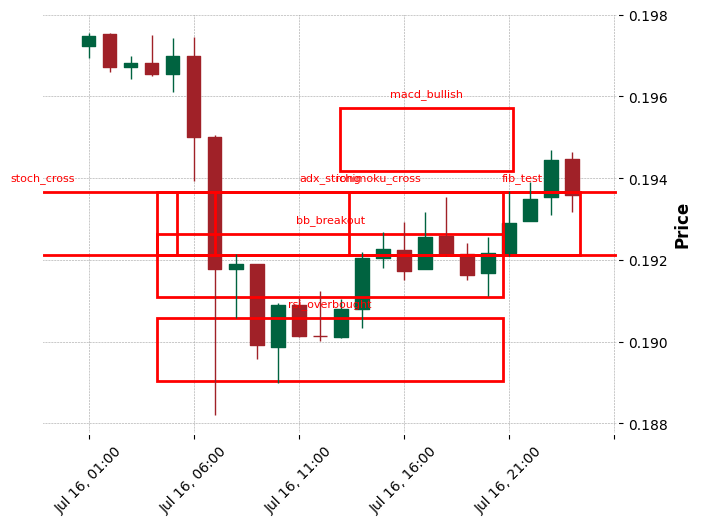 0.198
macd_bullish
0.196
stoch_cross
adx_strong
ichimoku_cross
fib_test
0.194
bb_breakout
Price
0.192
rsi_overbought
0.190
0.188
Jul 16, 01:00
Jul 16, 06:00
Jul 16, 11:00
Jul 16, 16:00
Jul 16, 21:00